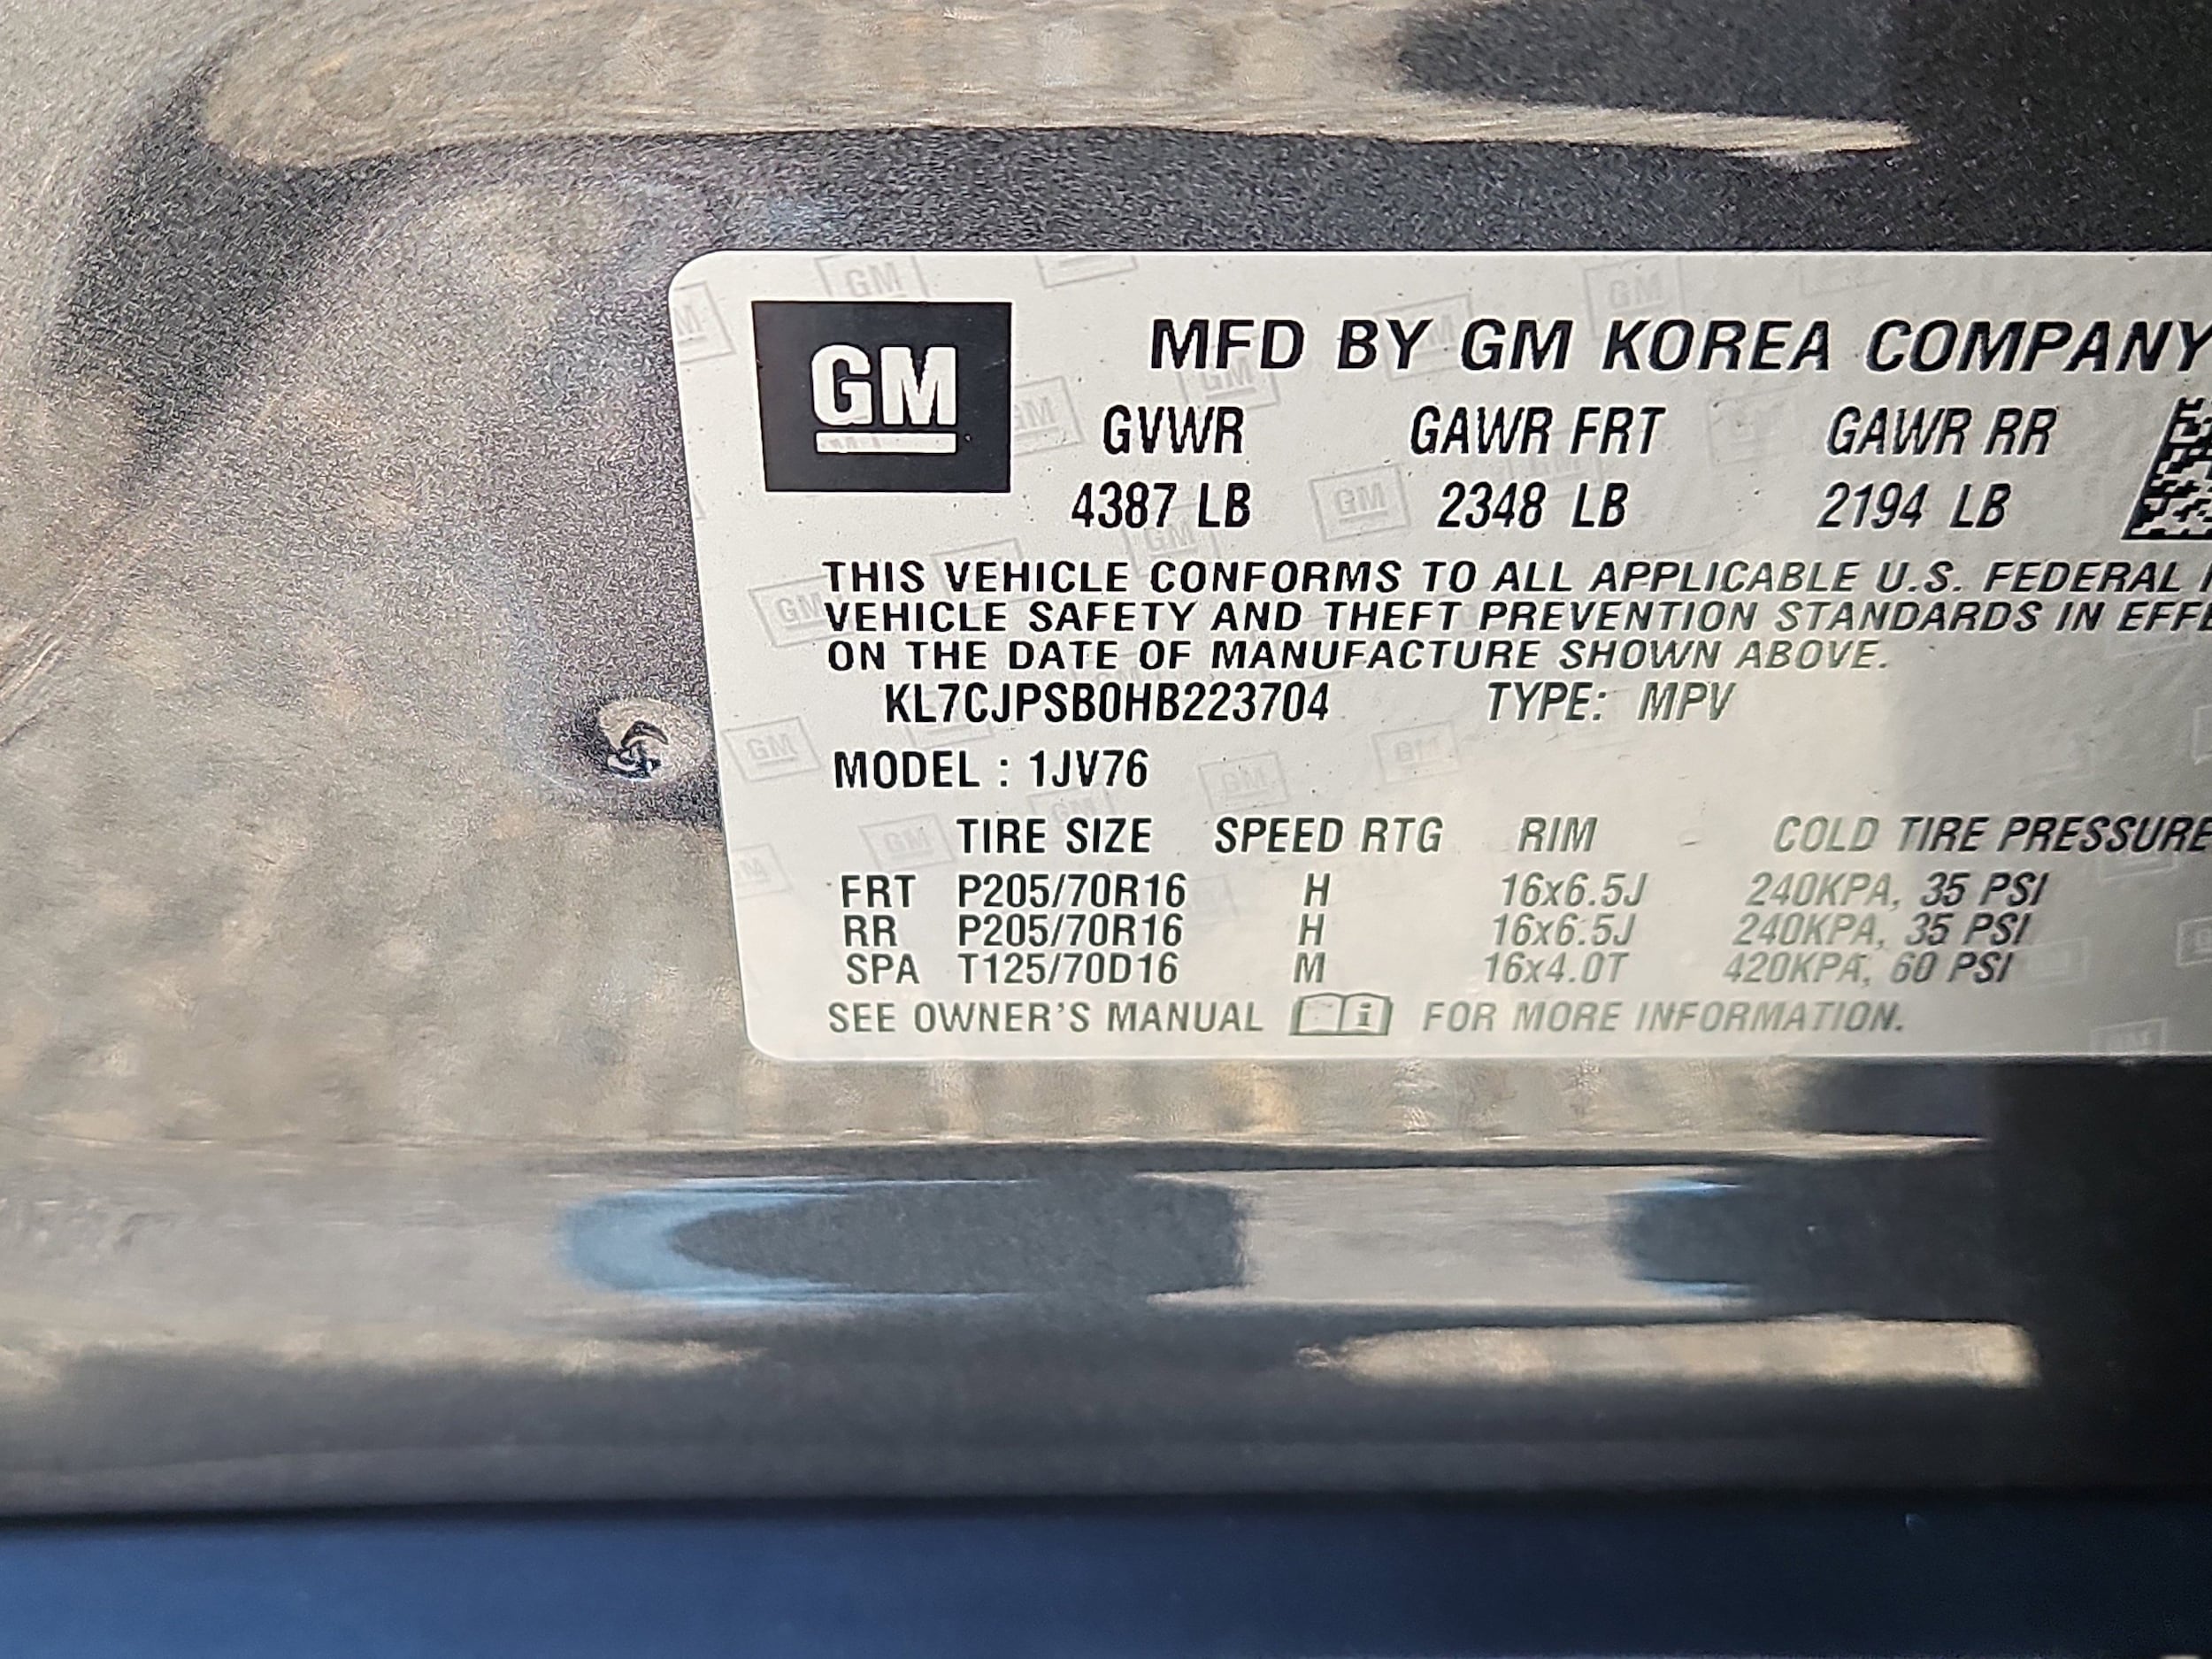 GM
MFD BY GM KOREA COMPANY
GVWR GAWR FRT GAWR RR
4387 LB 2348 LB 2194 LB
THIS VEHICLE CONFORMS TO ALL APPLICABLE U.S. FEDERAL
VEHICLE SAFETY AND THEFT PREVENTION STANDARDS IN
ON THE DATE OF MANUFACTURE SHOWN ABOVE.
KL7CJPSB0HB223704 TYPE: MPV
MODEL : 1JV76
TIRE SIZE SPEED RTG RIM COLD TIRE PRESSURE
FRT P205/70R16 H 16x6.5J 240KPA, 35 PSI
RR P205/70R16 H 16x6.5J 240KPA, 35 PSI
SPA T125/70D16 M 16x4.0T 420KPA, 60 PSI
SEE OWNER'S MANUAL i FOR MORE INFORMATION.